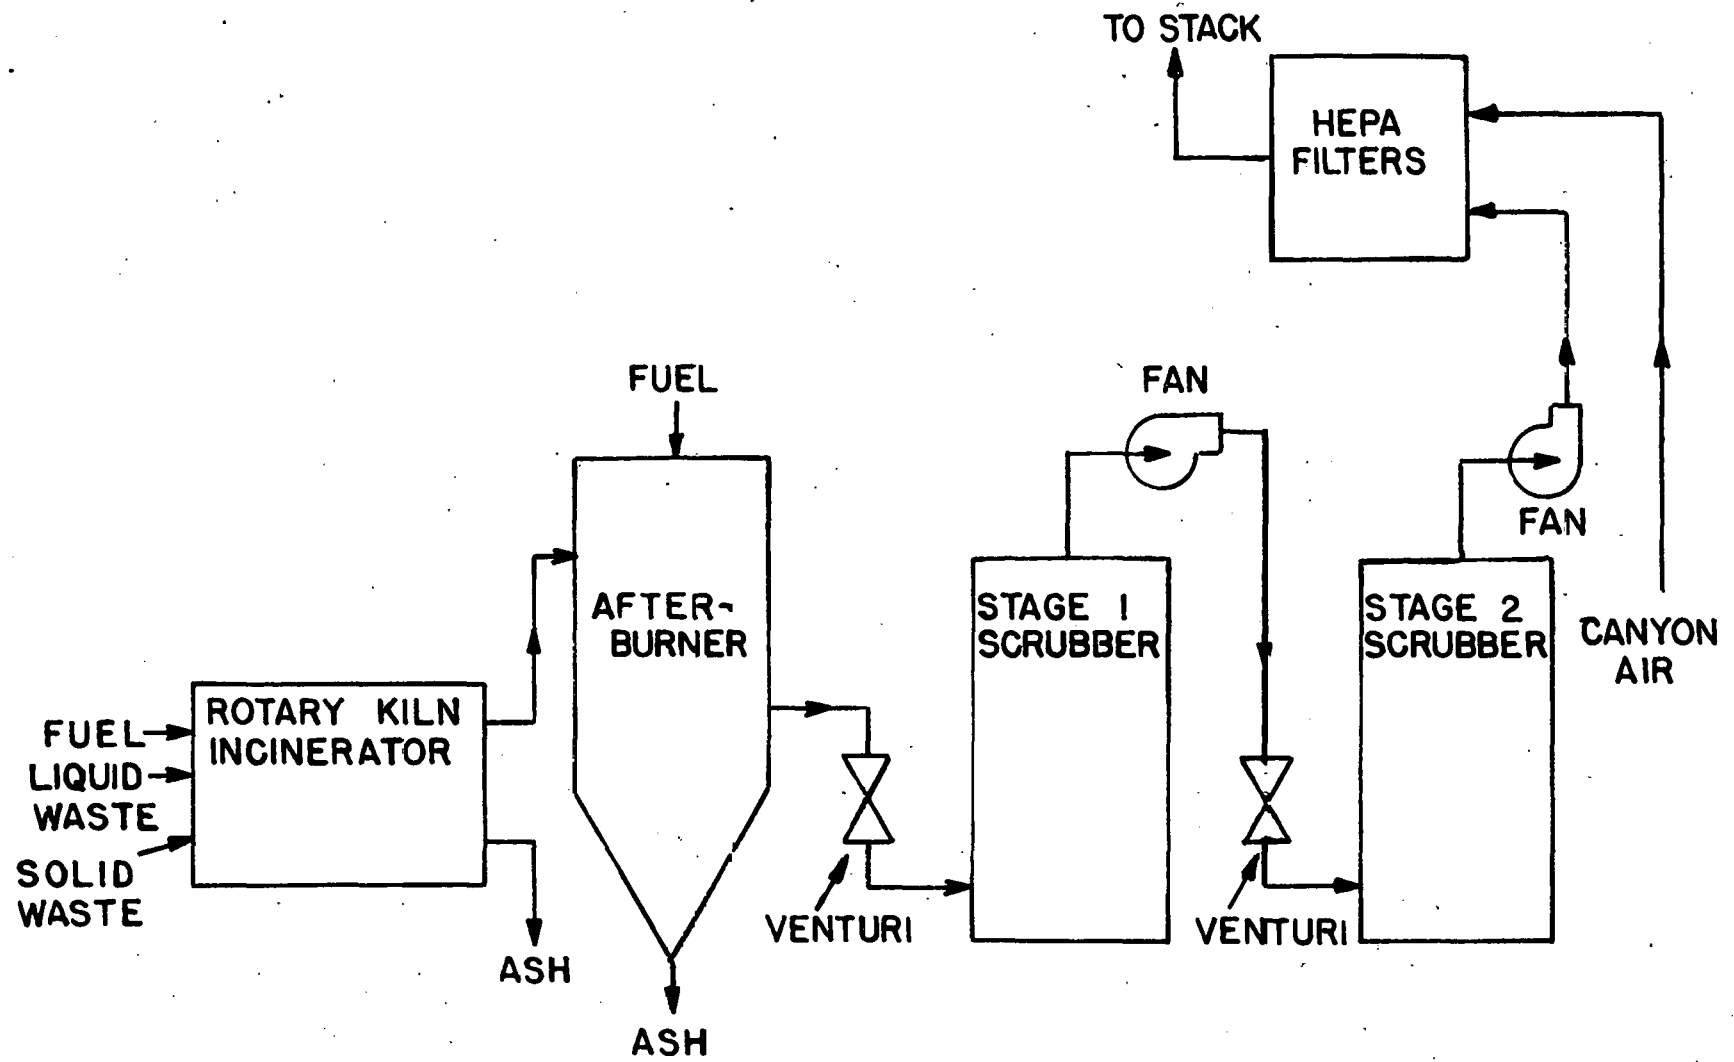 TO STACK
HEPA
FILTERS
FUEL
FAN
FAN
AFTER-
BURNER
STAGE 1
SCRUBBER
STAGE 2
SCRUBBER
CANYON
AIR
ROTARY KILN
INCINERATOR
FUEL
LIQUID
WASTE
SOLID
WASTE
VENTURI
VENTURI
ASH
ASH